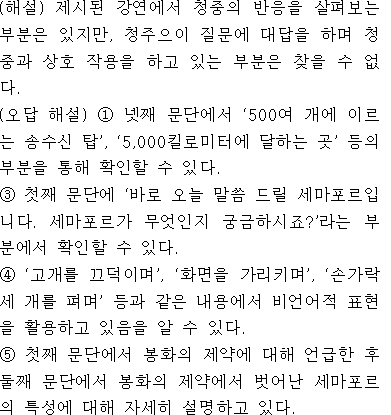 (해설) 제시된 강연에서 청중의 반응을 살펴보는
부분은 있지만, 청주으이 질문에 대답을 하며 청
중과 상호 작용을 하고 있는 부분은 찾을 수 없
다.
(오답 해설) ① 넷째 문단에서 ‘500여 개에 이르
는 송수신 탑’, ‘5,000킬로미터에 달하는 곳’ 등의
부분을 통해 확인할 수 있다.
③ 첫째 문단에 ‘바로 오늘 말씀 드릴 세마포르입
니다. 세마포르가 무엇인지 궁금하시죠?’라는 부
분에서 확인할 수 있다.
④ ‘고개를 끄덕이며’, ‘화면을 가리키며’, ‘손가락
세 개를 펴며’ 등과 같은 내용에서 비언어적 표현
을 활용하고 있음을 알 수 있다.
⑤ 첫째 문단에서 봉화의 제약에 대해 언급한 후
둘째 문단에서 봉화의 제약에서 벗어난 세마포르
의 특성에 대해 자세히 설명하고 있다.